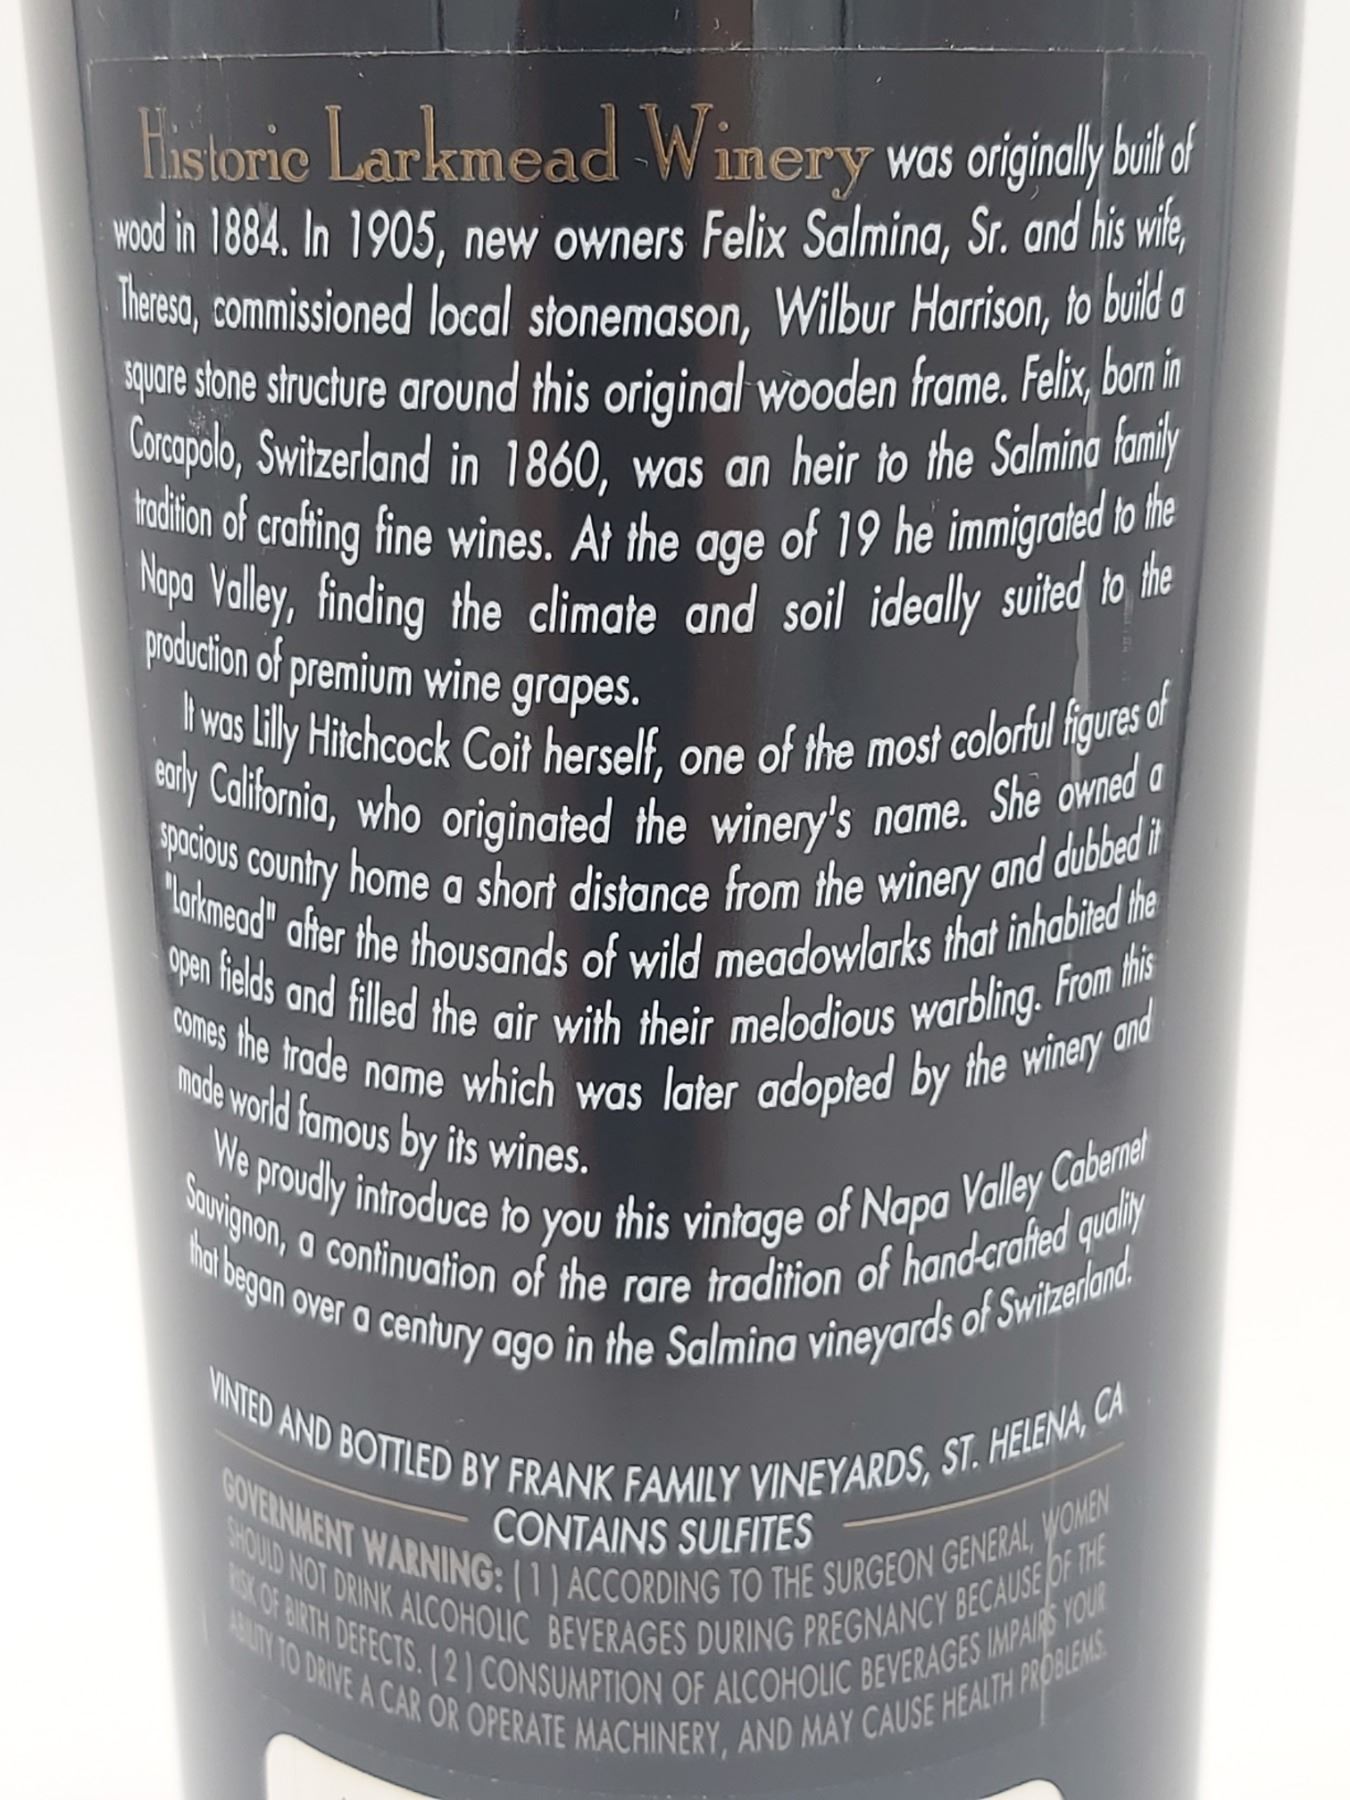 Historic Larkmead Winery was originally built of
wood in 1884. In 1905, new owners Felix Salmina, Sr. and his wife,
Theresa, commissioned local stonemason, Wilbur Harrison, to build a
square stone structure around this original wooden frame. Felix, born in
Corcapolo, Switzerland in 1860, was an heir to the Salmina family
tradition of crafting fine wines. At the age of 19 he immigrated to the
Napa Valley, finding the climate and soil ideally suited to the
production of premium wine grapes.
It was Lilly Hitchcock Coit herself, one of the most colorful figures of
early California, who originated the winery's name. She owned a
spacious country home a short distance from the winery and dubbed it
"Larkmead" after the thousands of wild meadowlarks that inhabited the
open fields and filled the air with their melodious warbling. From this
comes the trade name which was later adopted by the winery and
made world famous by its wines.
We proudly introduce to you this vintage of Napa Valley Cabernet
Sauvignon, a continuation of the rare tradition of hand-crafted quality
that began over a century ago in the Salmina vineyards of Switzerland.
VINTED AND BOTTLED BY FRANK FAMILY VINEYARDS, ST. HELENA, CA
CONTAINS SULFITES
GOVERNMENT WARNING: (1) ACCORDING TO THE SURGEON GENERAL, WOMEN
SHOULD NOT DRINK ALCOHOLIC BEVERAGES DURING PREGNANCY BECAUSE OF THE
RISK OF BIRTH DEFECTS. (2) CONSUMPTION OF ALCOHOLIC BEVERAGES IMPAIRS YOUR
ABILITY TO DRIVE A CAR OR OPERATE MACHINERY, AND MAY CAUSE HEALTH PROBLEMS.